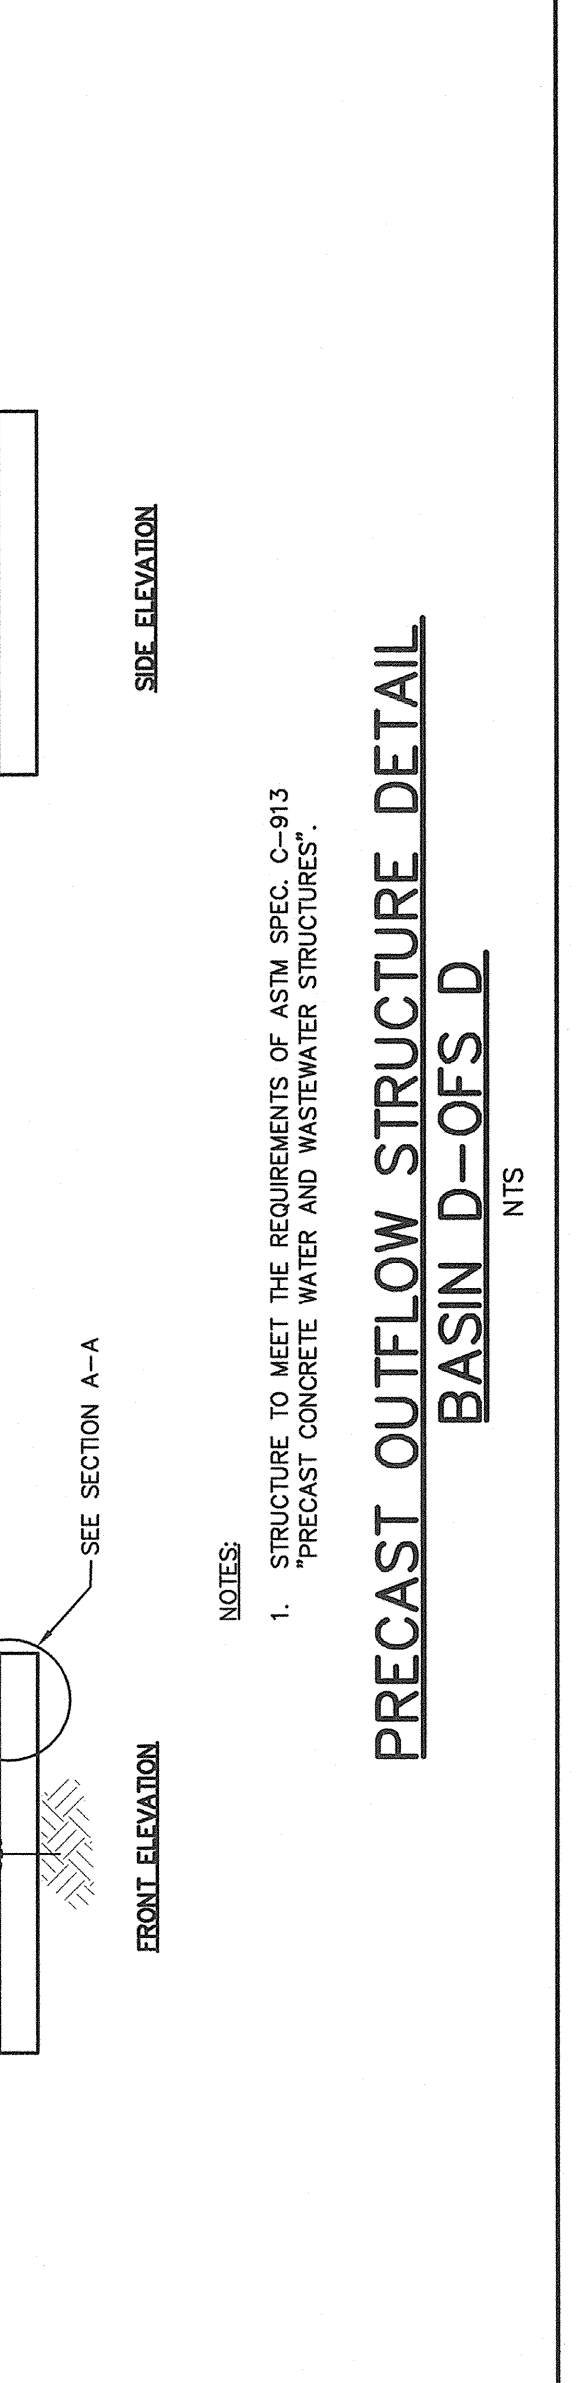 SEE SECTION A-A
FRONT ELEVATION
SIDE ELEVATION
NOTES:
1. STRUCTURE TO MEET THE REQUIREMENTS OF ASTM SPEC. C-913
"PRECAST CONCRETE WATER AND WASTEWATER STRUCTURES".
PRECAST OUTFLOW STRUCTURE DETAIL
BASIN D-OFS D
NTS